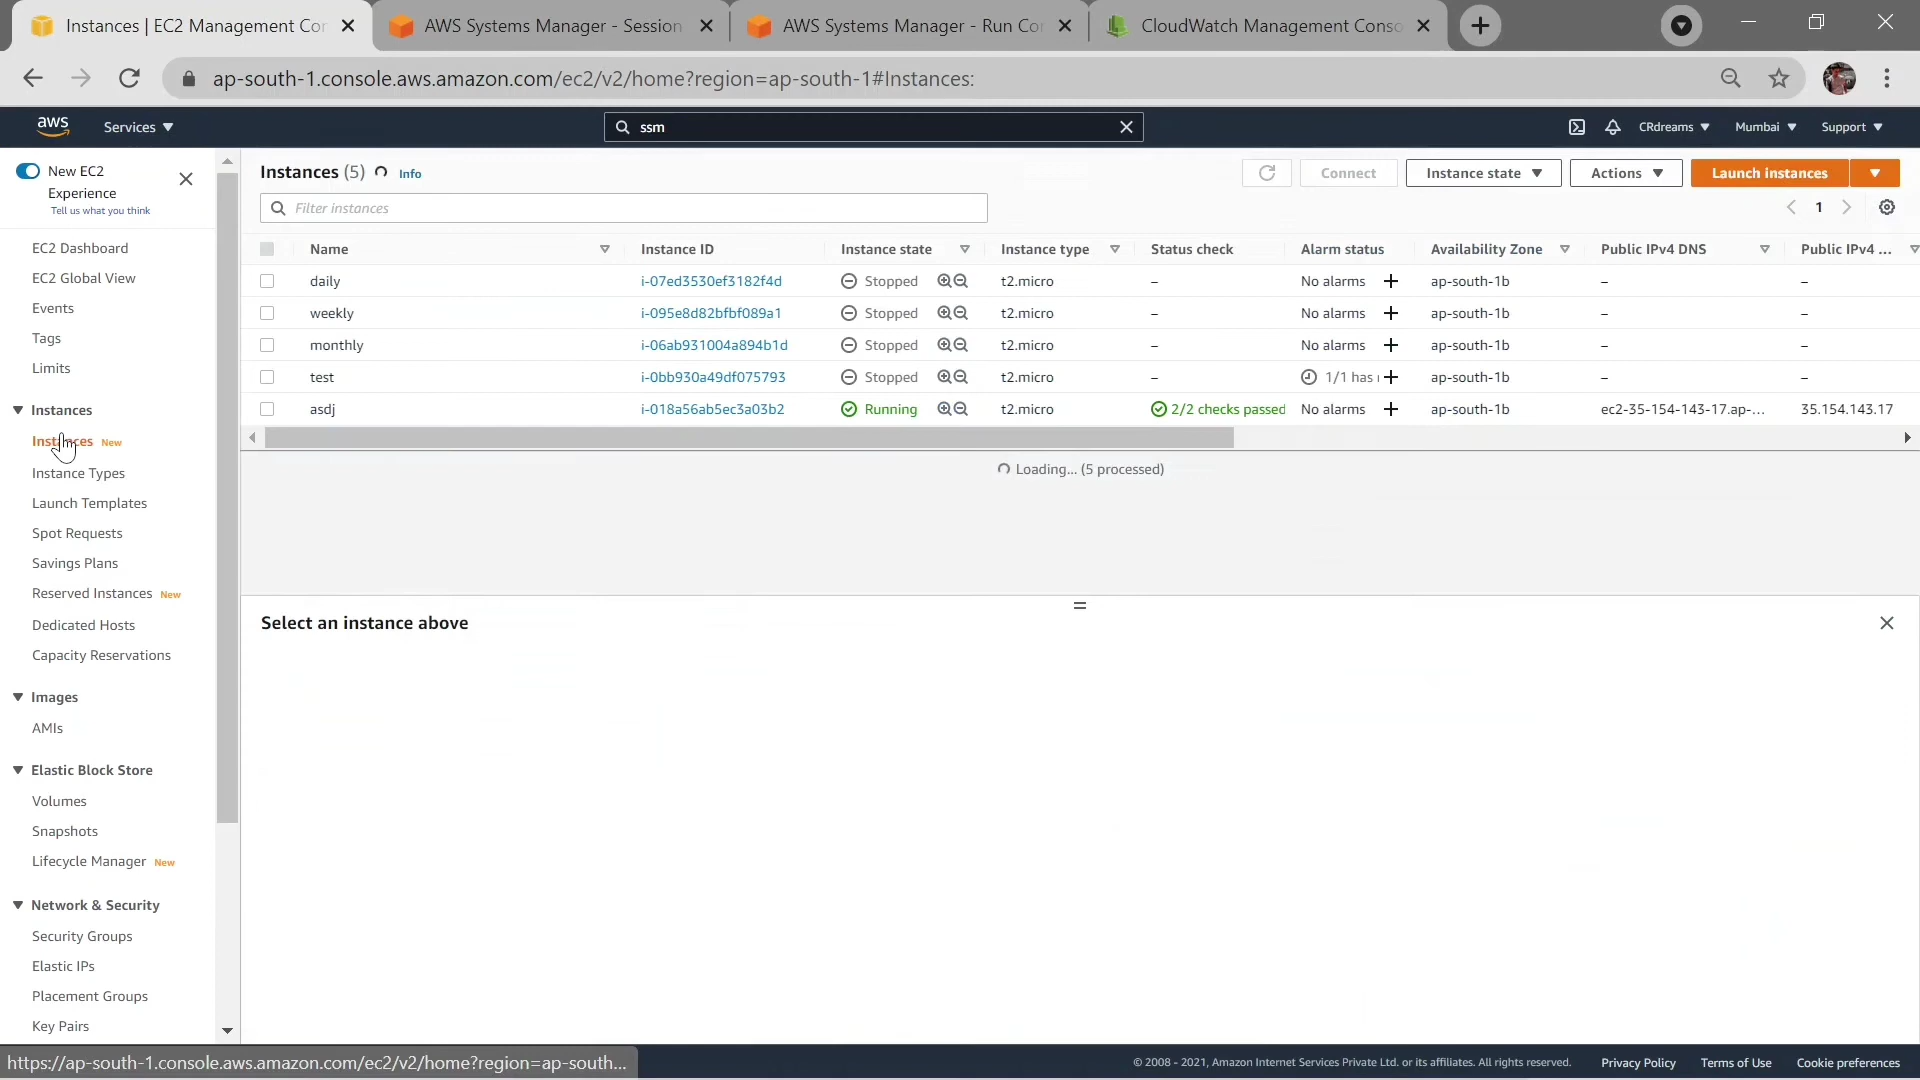 Instances | EC2 Management Cor
AWS Systems Manager - Session
AWS Systems Manager - Run Cor
CloudWatch Management Conso
ap-south-1.console.aws.amazon.com/ec2/v2/home?region=ap-south-1#Instances:
aws
Services
ssm
CRdreams
Mumbai
Support
New EC2
Experience
Tell us what you think
EC2 Dashboard
EC2 Global View
Events
Tags
Limits
Instances
Instances New
Instance Types
Launch Templates
Spot Requests
Savings Plans
Reserved Instances New
Dedicated Hosts
Capacity Reservations
Images
AMIs
Elastic Block Store
Volumes
Snapshots
Lifecycle Manager New
Network & Security
Security Groups
Elastic IPs
Placement Groups
Key Pairs
Instances (5) Info
Connect
Instance state
Actions
Launch instances
Filter instances
1
Name Instance ID Instance state Instance type Status check Alarm status Availability Zone Public IPv4 DNS Public IPv4 ...
daily i-07ed3530ef3182f4d Stopped t2.micro – No alarms + ap-south-1b – –
weekly i-095e8d82bfbf089a1 Stopped t2.micro – No alarms + ap-south-1b – –
monthly i-06ab931004a894b1d Stopped t2.micro – No alarms + ap-south-1b – –
test i-0bb930a49df075793 Stopped t2.micro – 1/1 has + ap-south-1b – –
asdj i-018a56ab5ec3a03b2 Running t2.micro 2/2 checks passed No alarms + ap-south-1b ec2-35-154-143-17.ap-... 35.154.143.17
Loading... (5 processed)
Select an instance above
https://ap-south-1.console.aws.amazon.com/ec2/v2/home?region=ap-south...
© 2008 - 2021, Amazon Internet Services Private Ltd. or its affiliates. All rights reserved.
Privacy Policy
Terms of Use
Cookie preferences